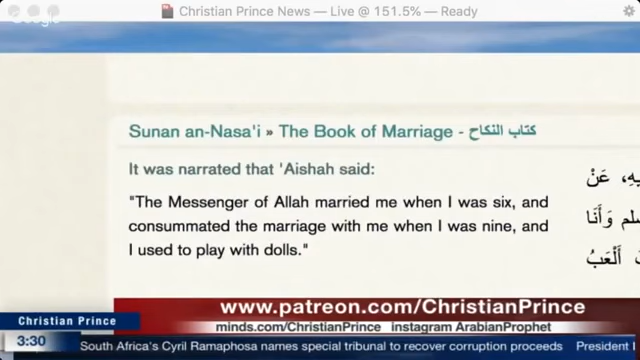 Christian Prince News — Live @ 151.5% — Ready
Google
Sunan an-Nasa'i » The Book of Marriage - كتاب النكاح
It was narrated that 'Aishah said:
"The Messenger of Allah married me when I was six, and
consummated the marriage with me when I was nine, and
I used to play with dolls."
عَنْ
وَأَنَا
أَلْعَبُ
www.patreon.com/ChristianPrince
minds.com/ChristianPrince instagram ArabianProphet
Christian Prince
3:30
South Africa's Cyril Ramaphosa names special tribunal to recover corruption proceeds President